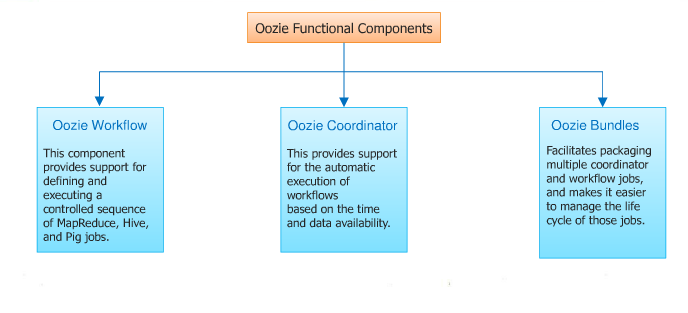 Oozie Functional Components
Oozie Workflow
This component
provides support for
defining and
executing a
controlled sequence
of MapReduce, Hive,
and Pig jobs.
Oozie Coordinator
This provides support
for the automatic
execution of
workflows
based on the time
and data availability.
Oozie Bundles
Facilitates packaging
multiple coordinator
and workflow jobs,
and makes it easier
to manage the life
cycle of those jobs.